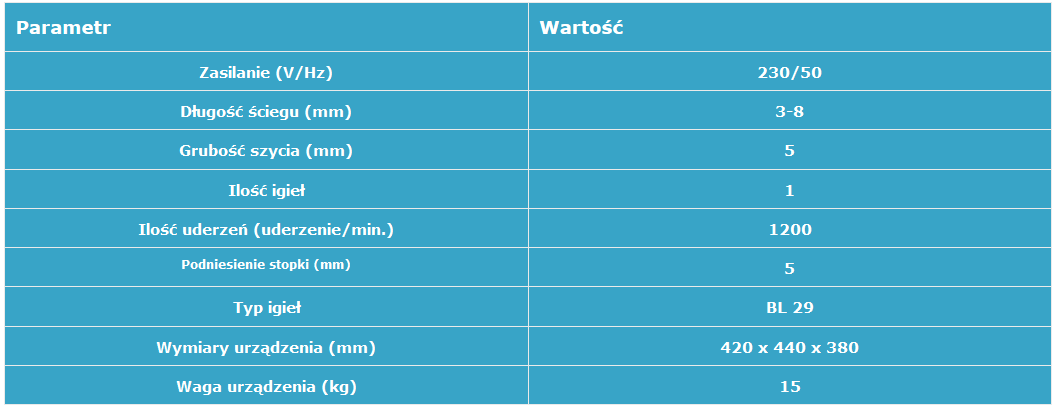 Parametr Wartość
Zasilanie (V/Hz) 230/50
Długość ściegu (mm) 3-8
Grubość szycia (mm) 5
Ilość igieł 1
Ilość uderzeń (uderzenie/min.) 1200
Podniesienie stopki (mm) 5
Typ igieł BL 29
Wymiary urządzenia (mm) 420 x 440 x 380
Waga urządzenia (kg) 15